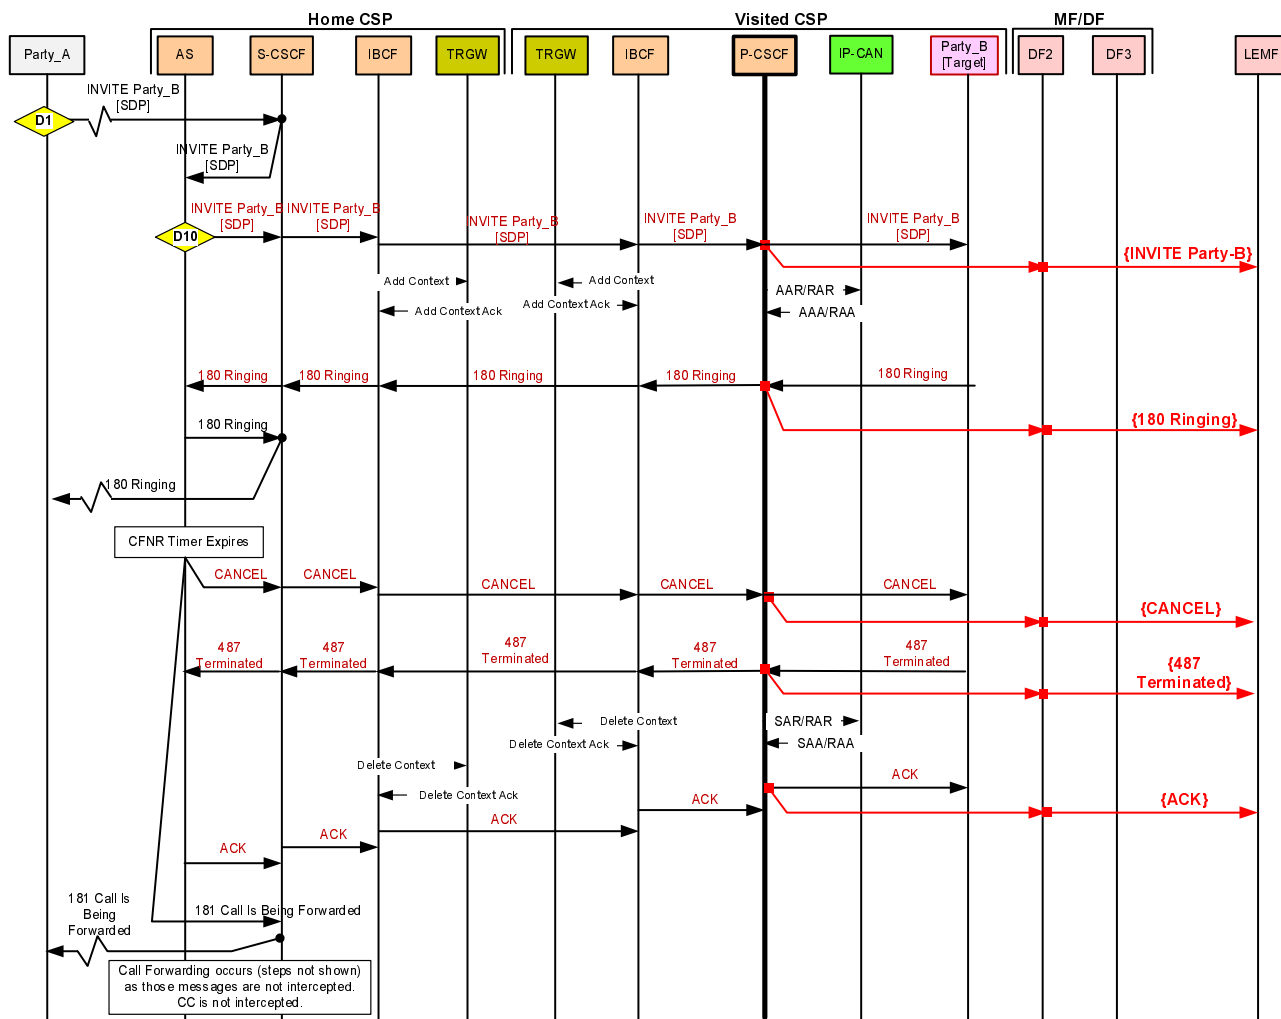 Home CSP
Visited CSP
MF/DF
Party_A
AS
S-CSCF
IBCF
TRGW
TRGW
IBCF
P-CSCF
IP-CAN
Party_B
[Target]
DF2
DF3
LEMF
INVITE Party_B
[SDP]
D1
INVITE Party_B
[SDP]
D10
INVITE Party_B
[SDP]
INVITE Party_B
[SDP]
NVITE Party_B
[SDP]
INVITE Party_B
[SDP]
INVITE Party_B
[SDP]
{INVITE Party-B}
Add Context
Add Context
AAR/RAR
Add Context Ack
Add Context Ack
AAA/RAA
180 Ringing
180 Ringing
180 Ringing
180 Ringing
180 Ringing
180 Ringing
{180 Ringing}
180 Ringing
CFNR Timer Expires
CANCEL
CANCEL
CANCEL
CANCEL
CANCEL
{CANCEL}
487
Terminated
487
Terminated
487
Terminated
487
Terminated
487
Terminated
{487
Terminated}
Delete Context
SAR/RAR
Delete Context Ack
SAA/RAA
Delete Context
ACK
Delete Context Ack
ACK
{ACK}
ACK
ACK
ACK
181 Call Is
Being
Forwarded
181 Call Is Being Forwarded
Call Forwarding occurs (steps not shown)
as those messages are not intercepted.
CC is not intercepted.